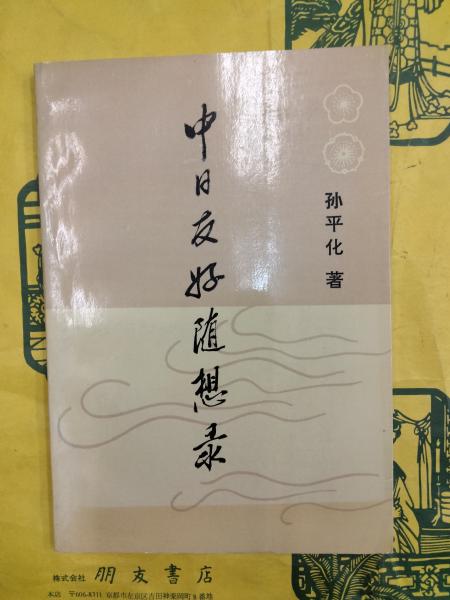 中日友好随想录
孙平化 著
株式会社 朋友書店
本店 〒606-8311 京都市左京区吉田神楽岡町8番地